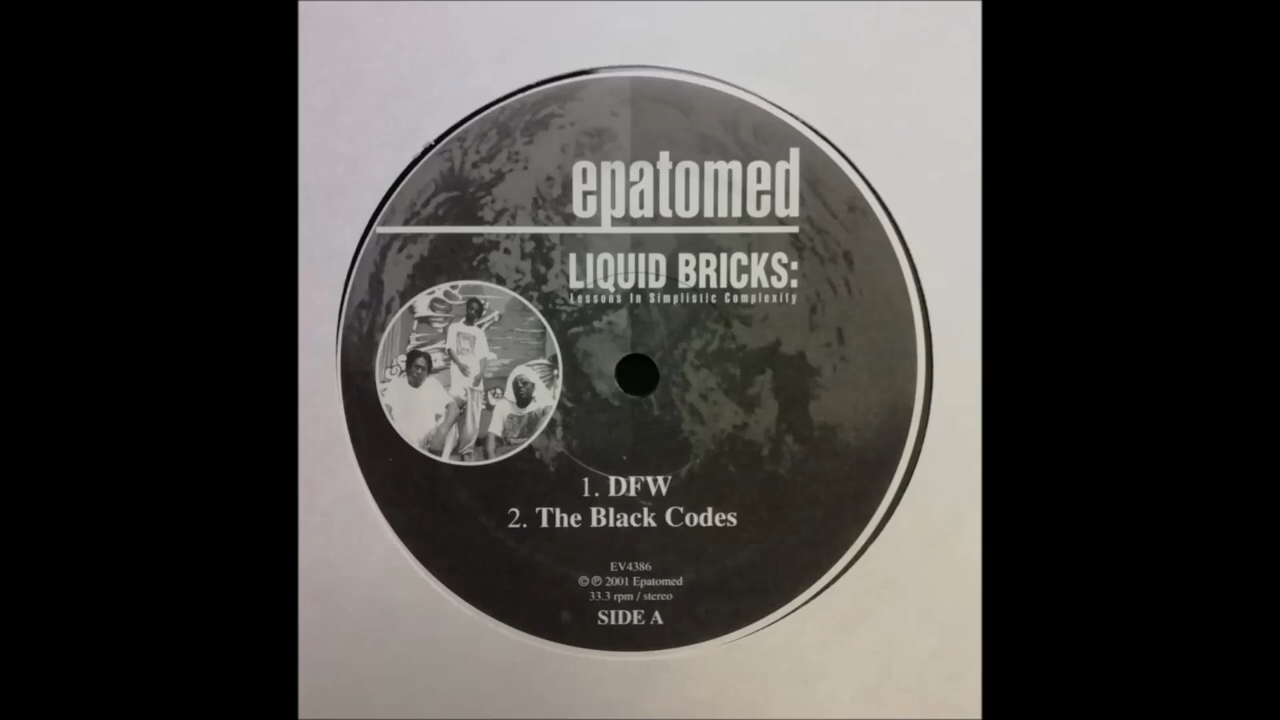 epatomed
LIQUID BRICKS:
Lessons In Simplistic Complexity
1. DFW
2. The Black Codes
EV4386
© ℗ 2001 Epatomed
33.3 rpm / stereo
SIDE A